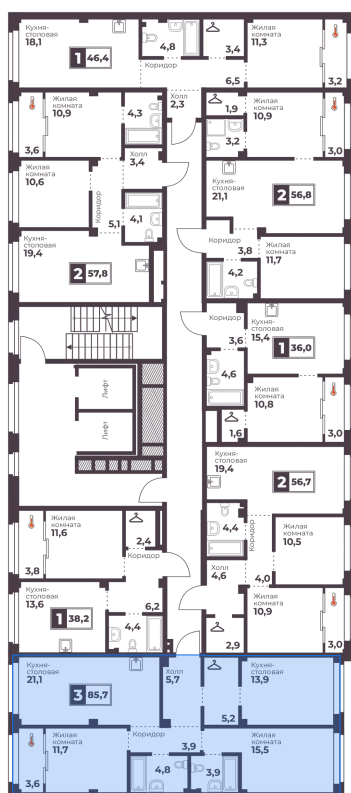 Кухня-
столовая
18,1
1 46,4
4,8
3,4
Жилая
комната
11,3
Коридор
6,5
3,2
Холл
2,3
Жилая
комната
10,9
4,3
3,6
1,9
Жилая
комната
10,9
3,2
3,0
Жилая
комната
10,6
Холл
3,4
Коридор
5,1
4,1
Кухня-
столовая
21,1
2 56,8
Кухня-
столовая
19,4
2 57,8
Коридор
3,8
4,2
Жилая
комната
11,7
Коридор
3,6
Кухня-
столовая
15,4
1 36,0
4,6
Лифт
Лифт
Жилая
комната
10,8
1,6
3,0
Кухня-
столовая
19,4
2 56,7
Жилая
комната
11,6
2,4
3,8
Коридор
4,4
Коридор
Жилая
комната
10,5
Холл
4,6
4,0
Кухня-
столовая
13,6
1 38,2
6,2
4,4
Жилая
комната
10,9
2,9
3,0
Кухня-
столовая
21,1
3 85,7
Холл
5,7
5,2
Кухня-
столовая
13,9
Жилая
комната
11,7
Коридор
3,9
3,6
4,8
3,9
Жилая
комната
15,5